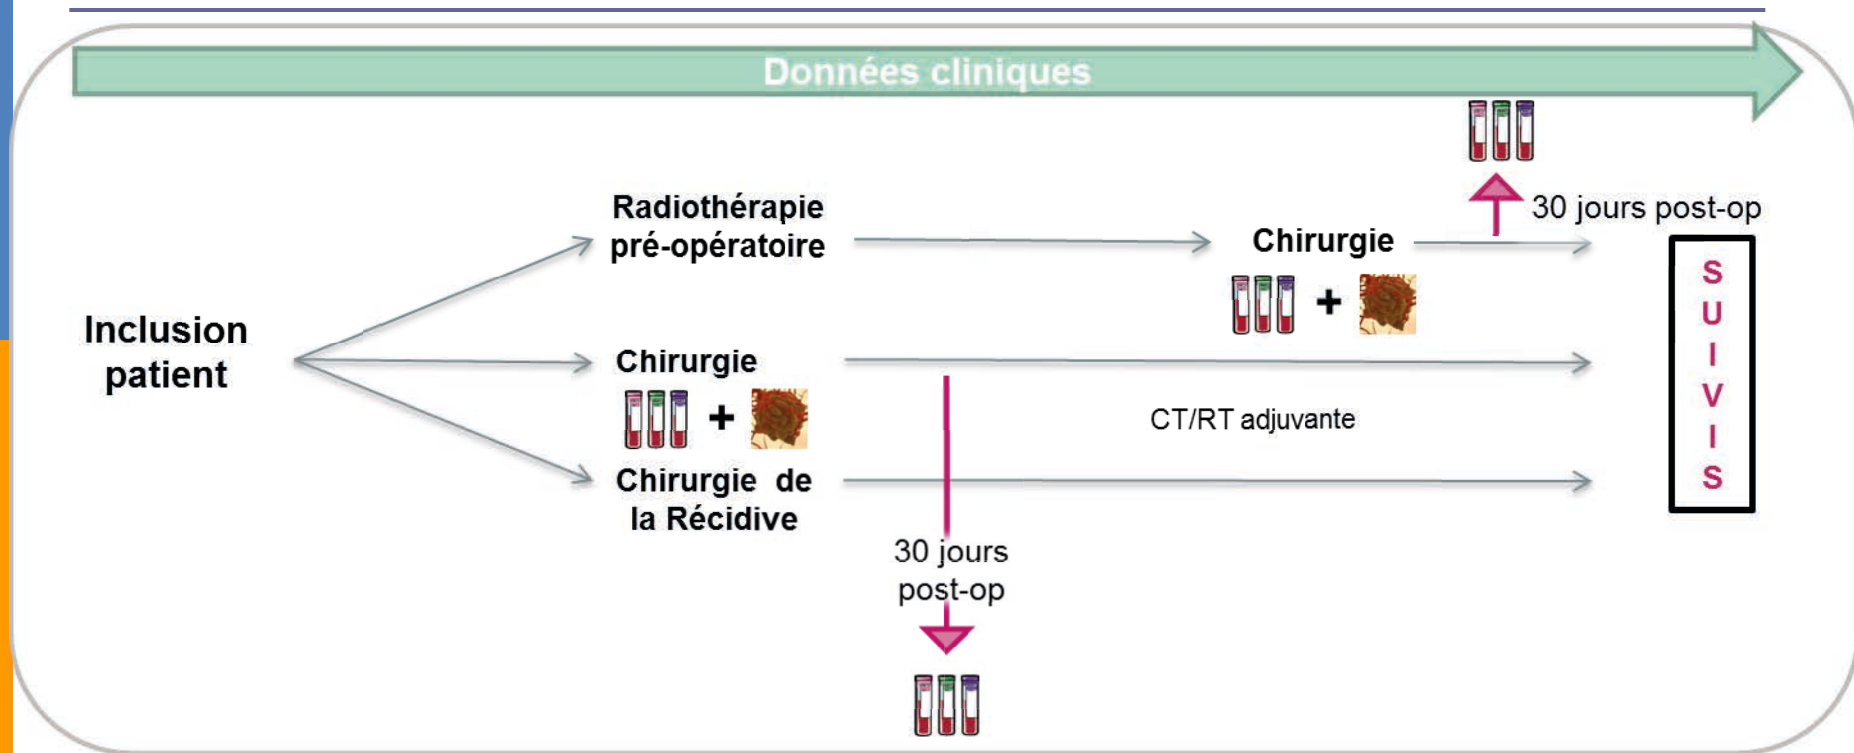 Données cliniques
Radiothérapie
pré-opératoire
Chirurgie
30 jours post-op
+
Inclusion
patient
Chirurgie
+
CT/RT adjuvante
Chirurgie de
la Récidive
30 jours
post-op
S
U
I
V
I
S